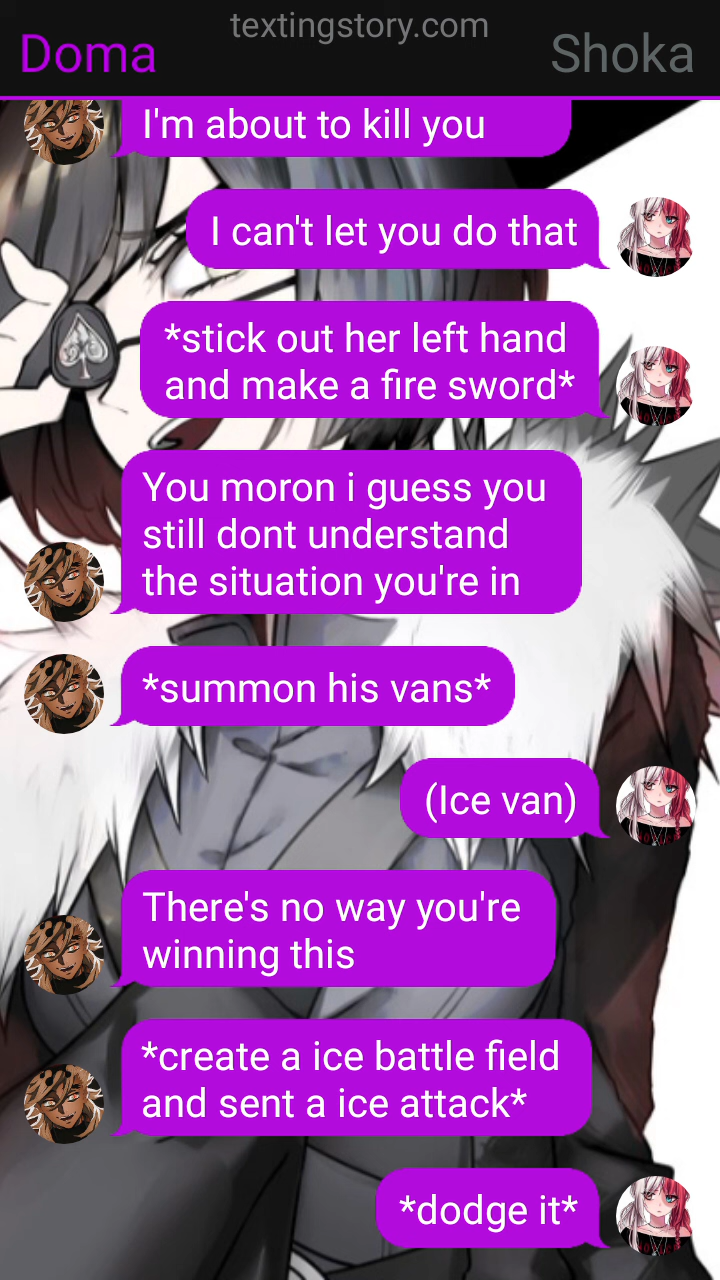 textingstory.com
Doma
Shoka
I'm about to kill you
I can't let you do that
*stick out her left hand
and make a fire sword*
You moron i guess you
still dont understand
the situation you're in
*summon his vans*
(Ice van)
There's no way you're
winning this
*create a ice battle field
and sent a ice attack*
*dodge it*